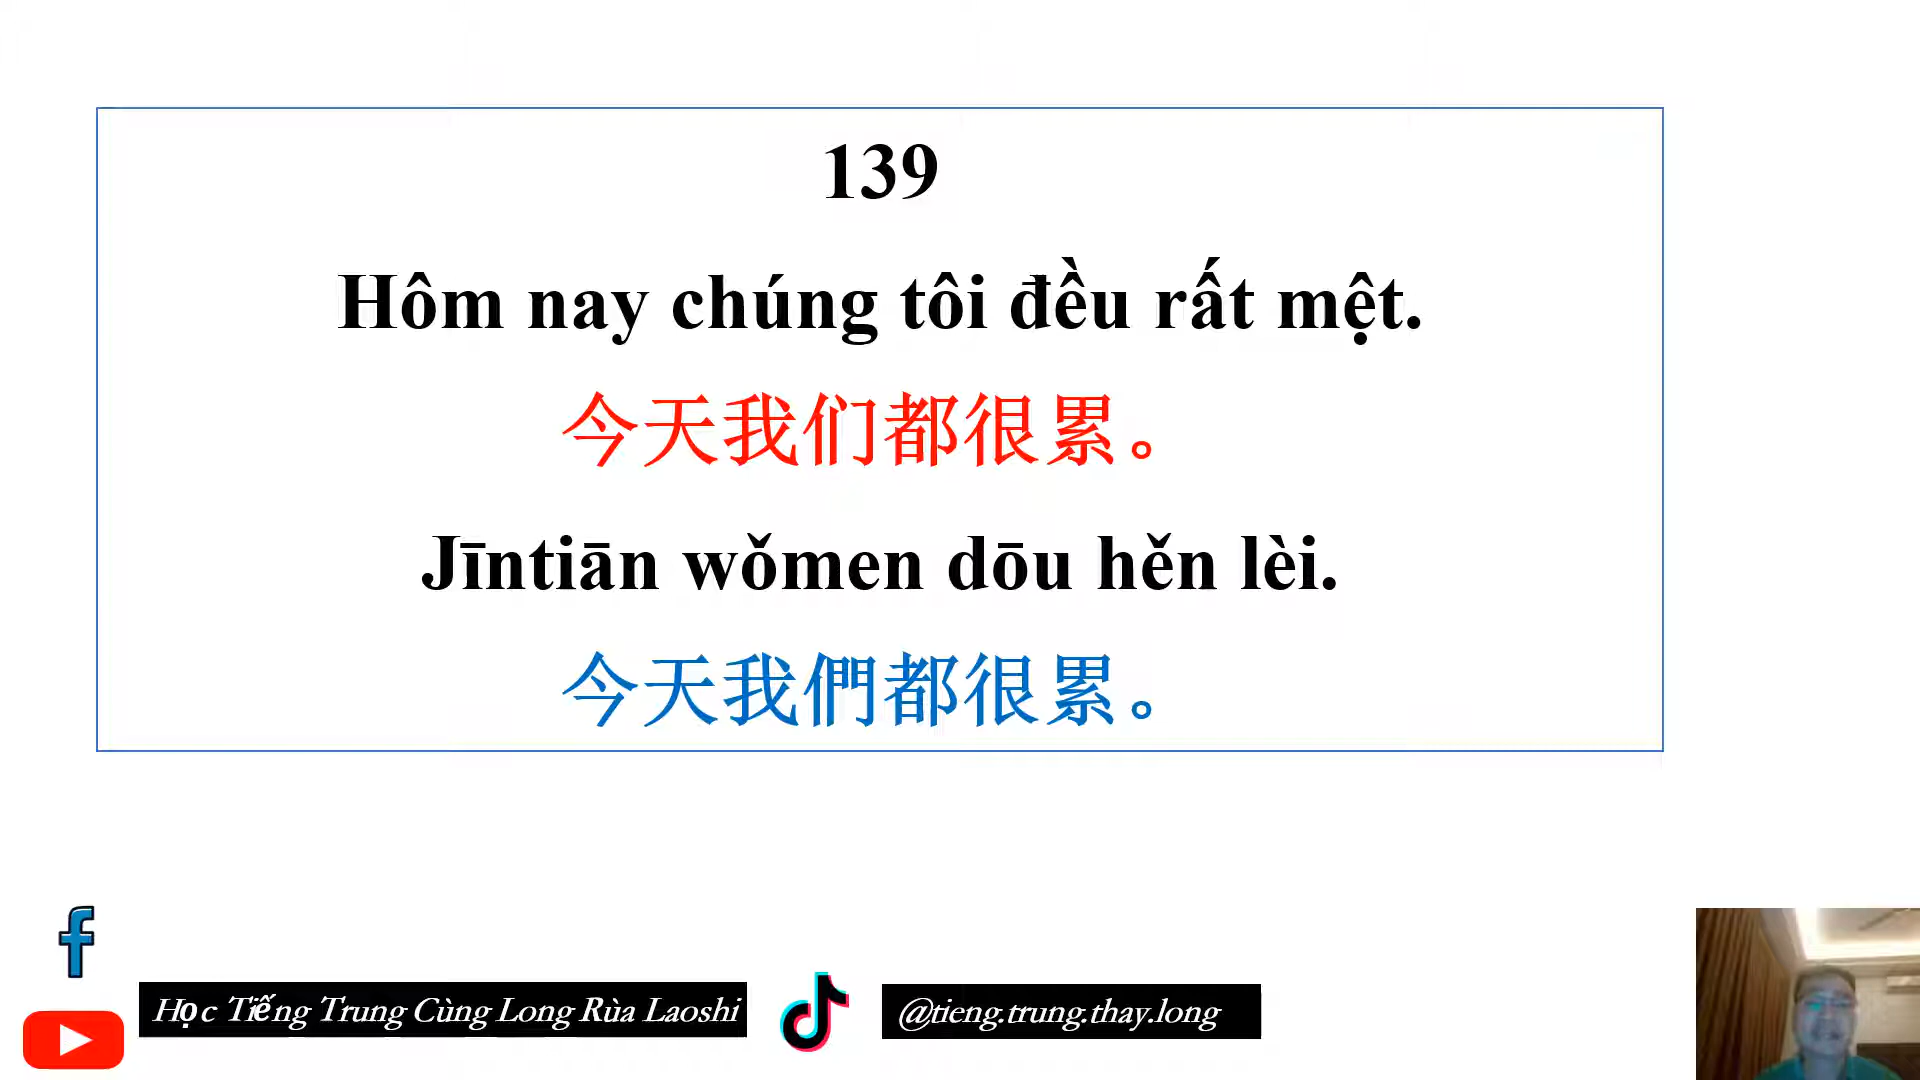 139
Hôm nay chúng tôi đều rất mệt.
今天我们都很累。
Jīntiān wǒmen dōu hěn lèi.
今天我們都很累。
Học Tiếng Trung Cùng Long Rùa Laoshi
@tieng.trung.thay.long